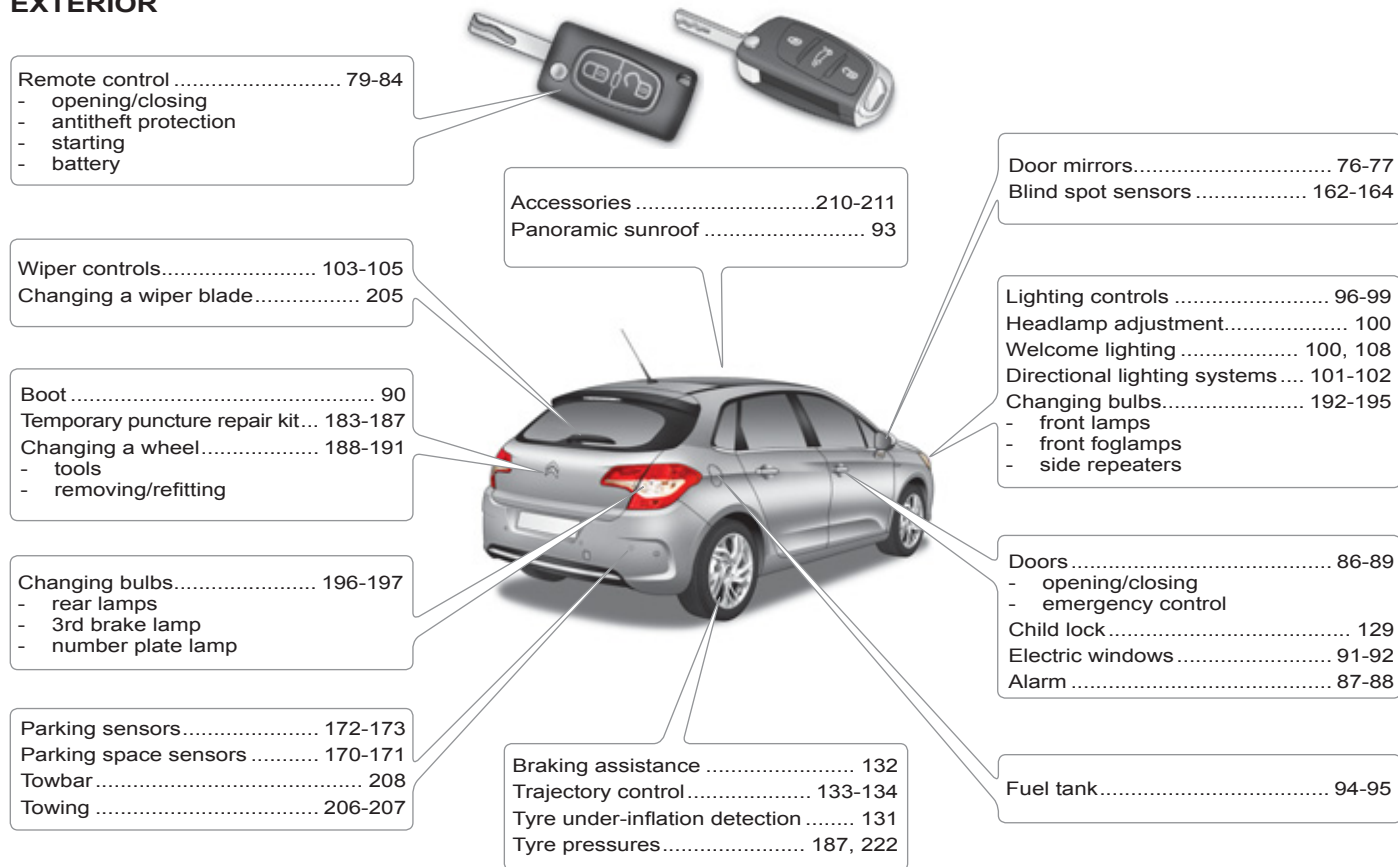 EXTERIOR
Remote control ........................... 79-84
- opening/closing
- antitheft protection
- starting
- battery
Wiper controls......................... 103-105
Changing a wiper blade................. 205
Boot ................................................. 90
Temporary puncture repair kit... 183-187
Changing a wheel................... 188-191
- tools
- removing/refitting
Changing bulbs....................... 196-197
- rear lamps
- 3rd brake lamp
- number plate lamp
Parking sensors...................... 172-173
Parking space sensors ........... 170-171
Towbar ........................................... 208
Towing .................................... 206-207
Accessories .............................210-211
Panoramic sunroof .......................... 93
Braking assistance ........................ 132
Trajectory control.................... 133-134
Tyre under-inflation detection ........ 131
Tyre pressures....................... 187, 222
Door mirrors................................ 76-77
Blind spot sensors .................. 162-164
Lighting controls ......................... 96-99
Headlamp adjustment.................... 100
Welcome lighting ................... 100, 108
Directional lighting systems .... 101-102
Changing bulbs....................... 192-195
- front lamps
- front foglamps
- side repeaters
Doors.......................................... 86-89
- opening/closing
- emergency control
Child lock ....................................... 129
Electric windows.......................... 91-92
Alarm .......................................... 87-88
Fuel tank..................................... 94-95